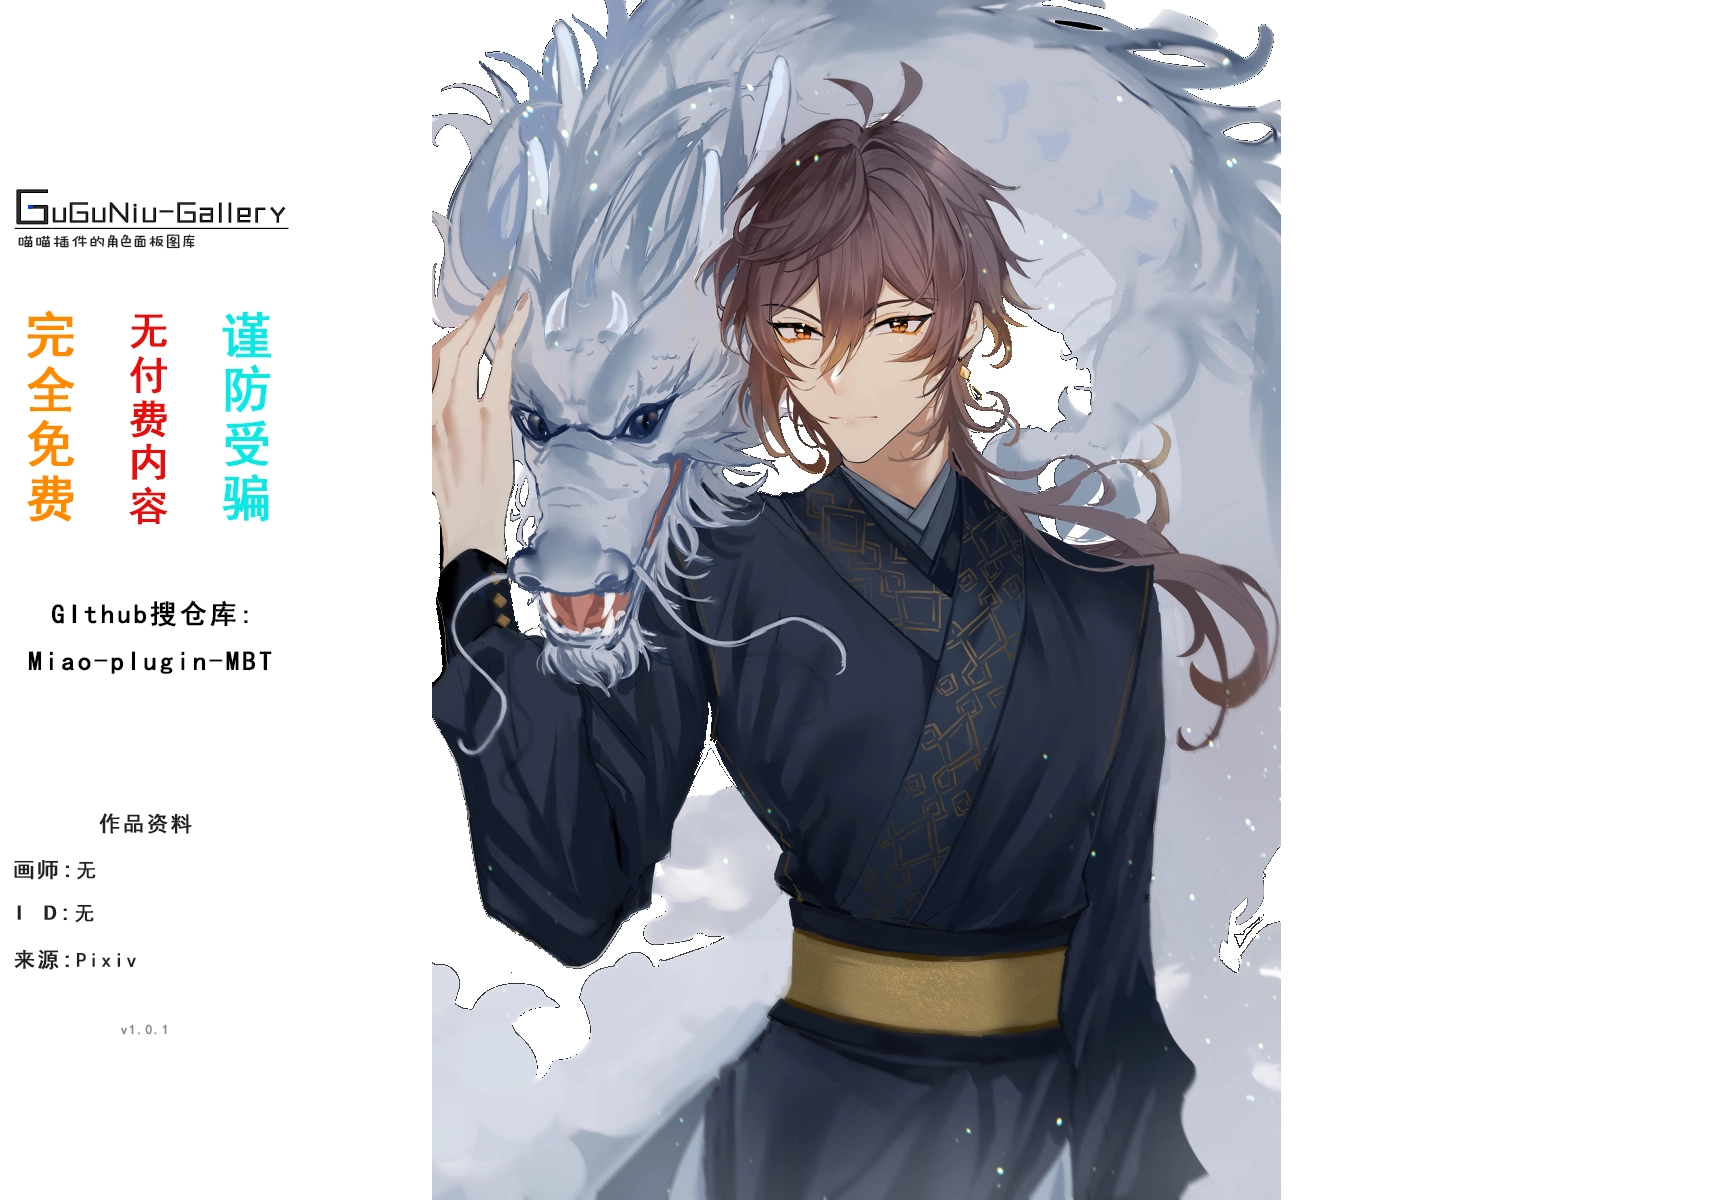 GuGuNiu-Gallery
喵喵插件的角色面板图库
完全免费
无付费内容
谨防受骗
GIthub搜仓库:
Miao-plugin-MBT
作品资料
画师:无
I D:无
来源:Pixiv
v1.0.1